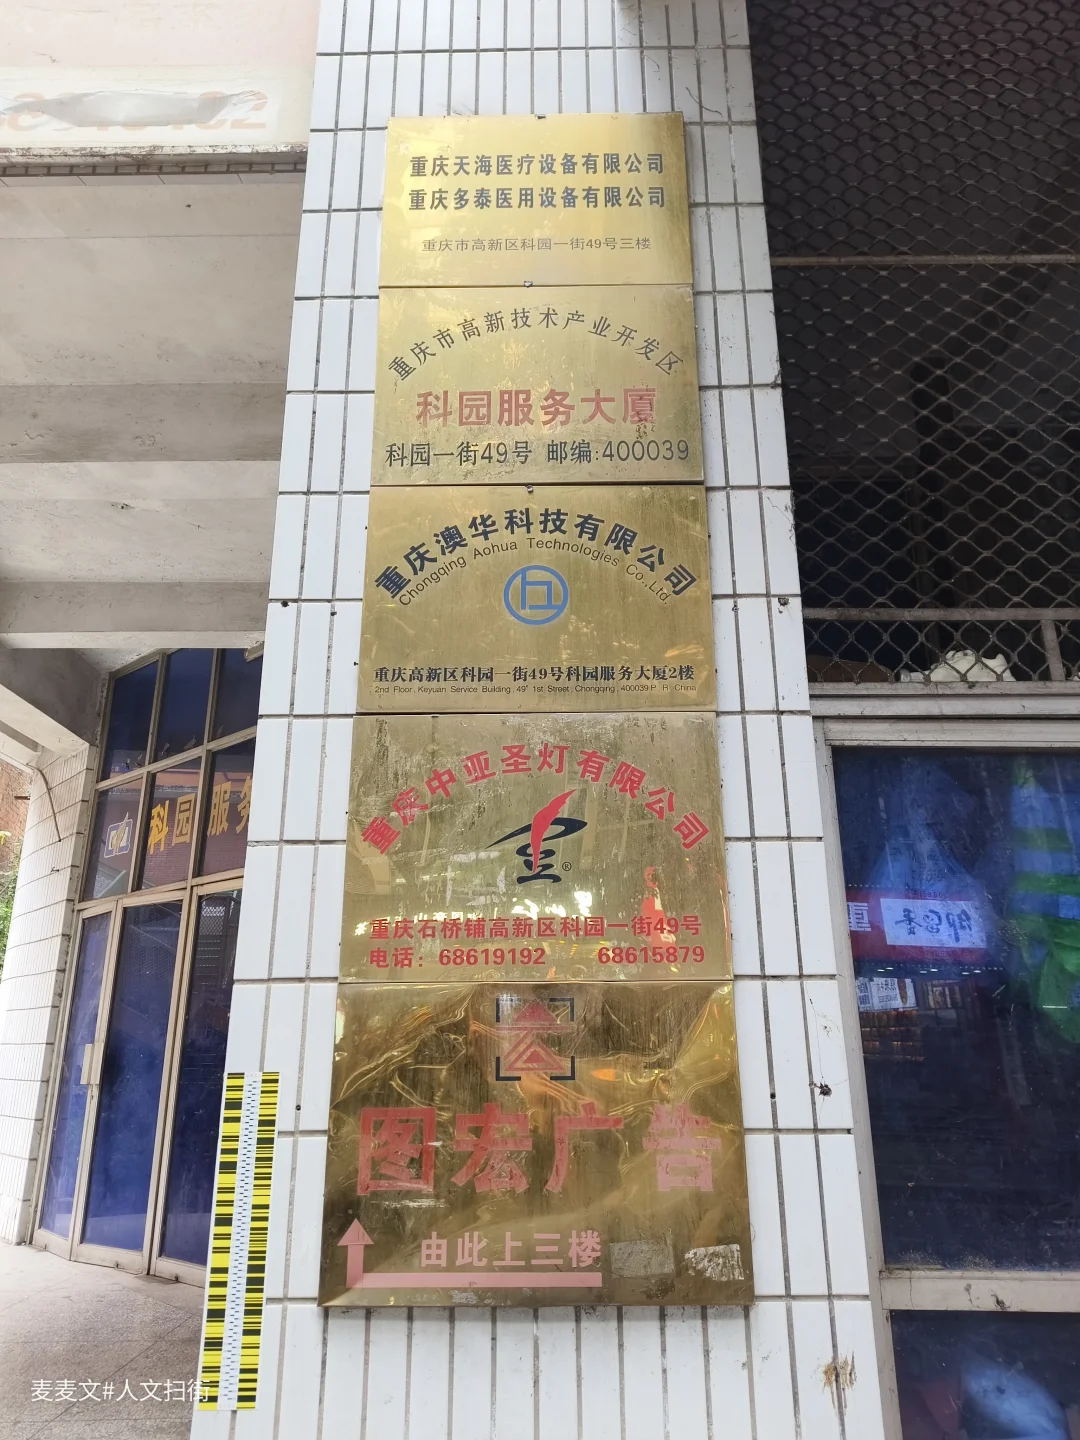 重庆天海医疗设备有限公司
重庆多泰医用设备有限公司
重庆市高新区科园一街49号三楼
重庆市高新技术产业开发区
科园服务大厦
科园一街49号 邮编:400039
重庆澳华科技有限公司
Chongqing Aohua Technologies Co.,Ltd.
重庆高新区科园一街49号科园服务大厦2楼
2nd Floor, Keyuan Service Building, 49# 1st Street, Chongqing, 400039 P. R. China
重庆中亚圣灯有限公司
®
重庆石桥铺高新区科园一街49号
电话：68619192 68615879
图宏广告
由此上三楼
科园服务
麦麦文#人文扫街